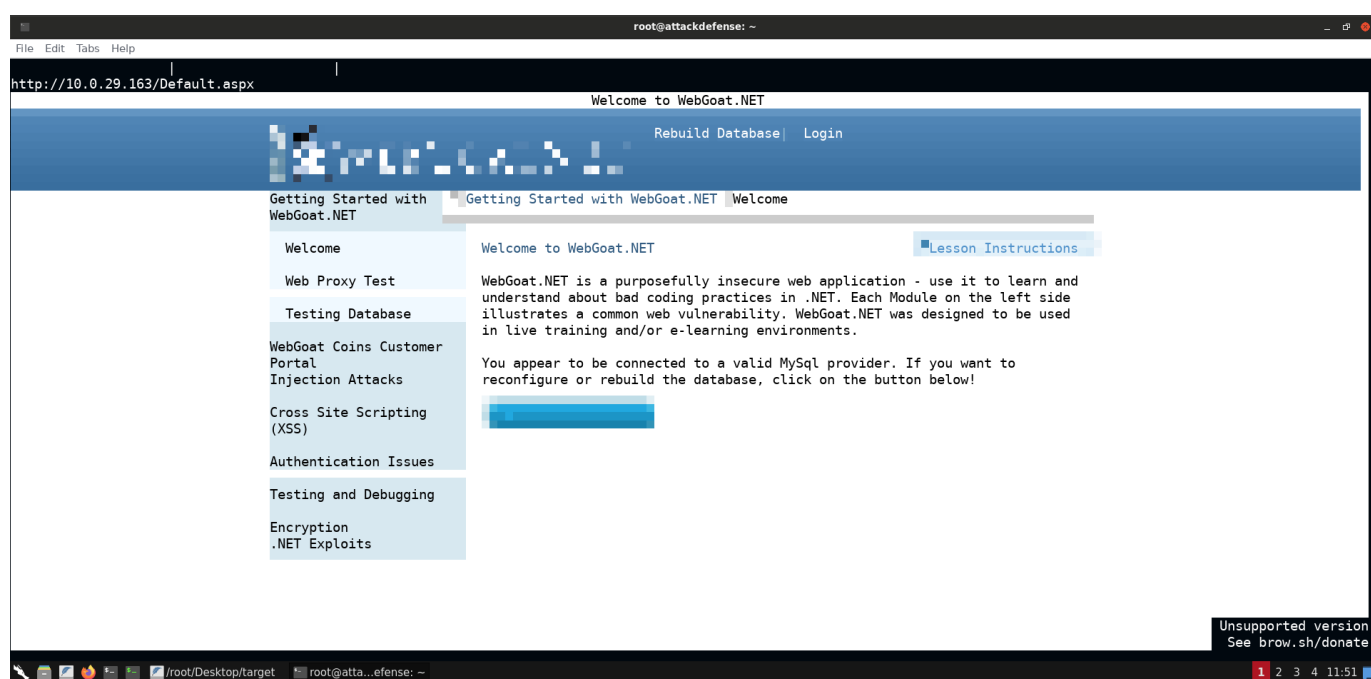 root@attackdefense: ~
File Edit Tabs Help
http://10.0.29.163/Default.aspx
Welcome to WebGoat.NET
Rebuild Database| Login
Getting Started with
WebGoat.NET
Getting Started with WebGoat.NET Welcome
Welcome
Web Proxy Test
Testing Database
WebGoat Coins Customer
Portal
Injection Attacks
Cross Site Scripting
(XSS)
Authentication Issues
Testing and Debugging
Encryption
.NET Exploits
Welcome to WebGoat.NET
Lesson Instructions
WebGoat.NET is a purposefully insecure web application - use it to learn and
understand about bad coding practices in .NET. Each Module on the left side
illustrates a common web vulnerability. WebGoat.NET was designed to be used
in live training and/or e-learning environments.
You appear to be connected to a valid MySql provider. If you want to
reconfigure or rebuild the database, click on the button below!
Unsupported version
See brow.sh/donate
/root/Desktop/target
root@atta...efense: ~
1 2 3 4 11:51